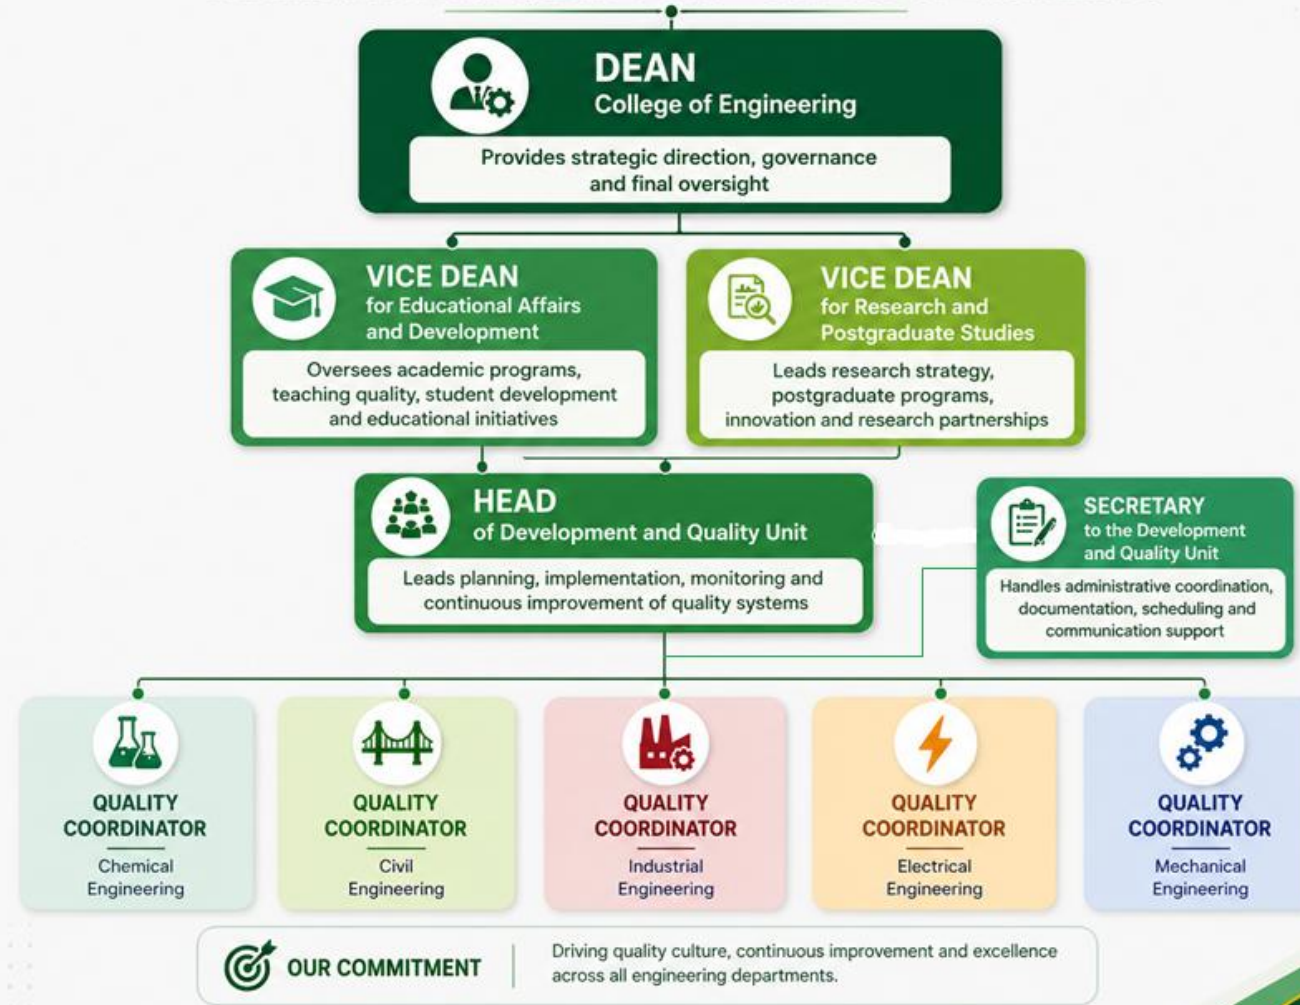 DEAN
College of Engineering
Provides strategic direction, governance
and final oversight
VICE DEAN
for Educational Affairs
and Development
Oversees academic programs,
teaching quality, student development
and educational initiatives
VICE DEAN
for Research and
Postgraduate Studies
Leads research strategy,
postgraduate programs,
innovation and research partnerships
HEAD
of Development and Quality Unit
Leads planning, implementation, monitoring and
continuous improvement of quality systems
SECRETARY
to the Development
and Quality Unit
Handles administrative coordination,
documentation, scheduling and
communication support
QUALITY
COORDINATOR
Chemical
Engineering
QUALITY
COORDINATOR
Civil
Engineering
QUALITY
COORDINATOR
Industrial
Engineering
QUALITY
COORDINATOR
Electrical
Engineering
QUALITY
COORDINATOR
Mechanical
Engineering
OUR COMMITMENT
Driving quality culture, continuous improvement and excellence
across all engineering departments.